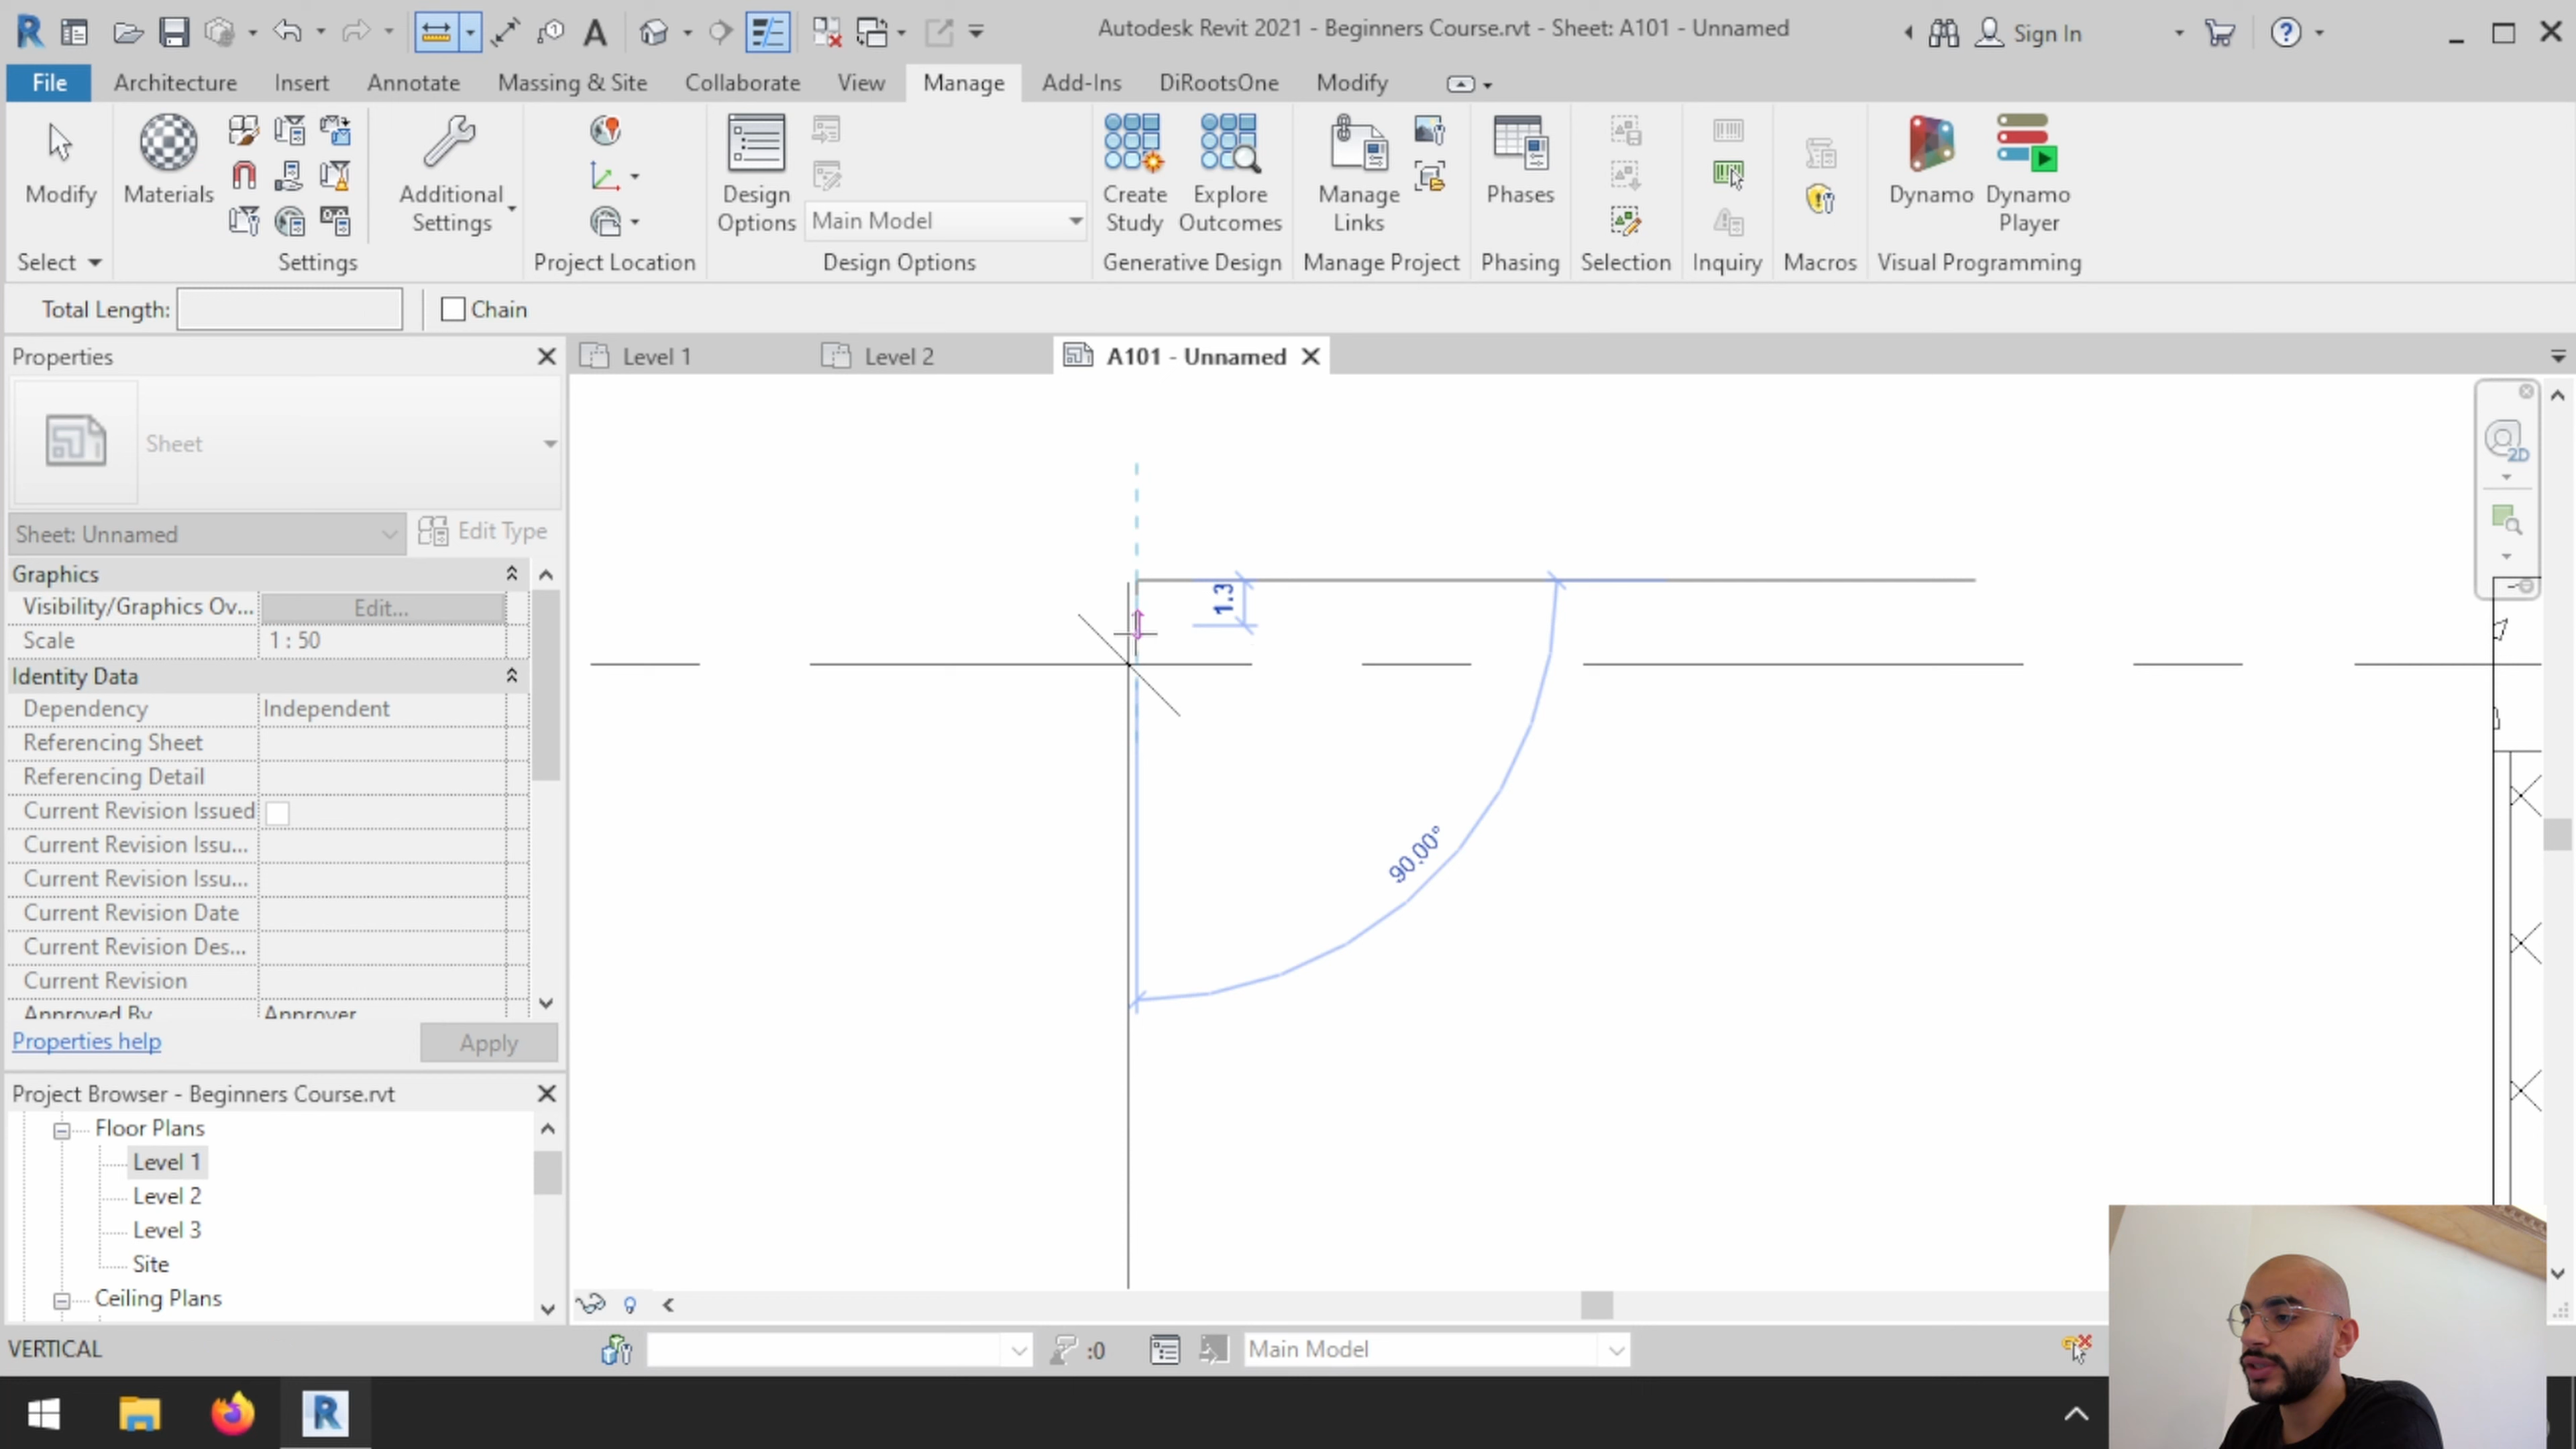 Autodesk Revit 2021 - Beginners Course.rvt - Sheet: A101 - Unnamed
Sign In
File Architecture Insert Annotate Massing & Site Collaborate View Manage Add-Ins DiRootsOne Modify
Modify
Materials
Additional Settings
Design Options
Main Model
Create Study
Explore Outcomes
Manage Links
Phases
Dynamo
Dynamo Player
Select Settings Project Location Design Options Generative Design Manage Project Phasing Selection Inquiry Macros Visual Programming
Total Length: Chain
Properties
Level 1 Level 2 A101 - Unnamed
Sheet
2D
Sheet: Unnamed Edit Type
Graphics
Visibility/Graphics Ov... Edit...
Scale 1 : 50
Identity Data
Dependency Independent
Referencing Sheet
Referencing Detail
Current Revision Issued
Current Revision Issu...
Current Revision Issu...
Current Revision Date
Current Revision Des...
Current Revision
Approved By Approver
Properties help Apply
1.3
90.00°
Project Browser - Beginners Course.rvt
Floor Plans
Level 1
Level 2
Level 3
Site
Ceiling Plans
VERTICAL :0 Main Model